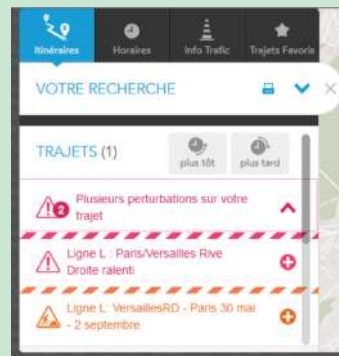 Itinéraires
Horaires
Info Trafic
Trajets Favoris
VOTRE RECHERCHE
TRAJETS (1)
plus tôt
plus tard
2
Plusieurs perturbations sur votre
trajet
Ligne L : Paris/Versailles Rive
Droite ralenti
Ligne L: VersaillesRD - Paris 30 mai
- 2 septembre